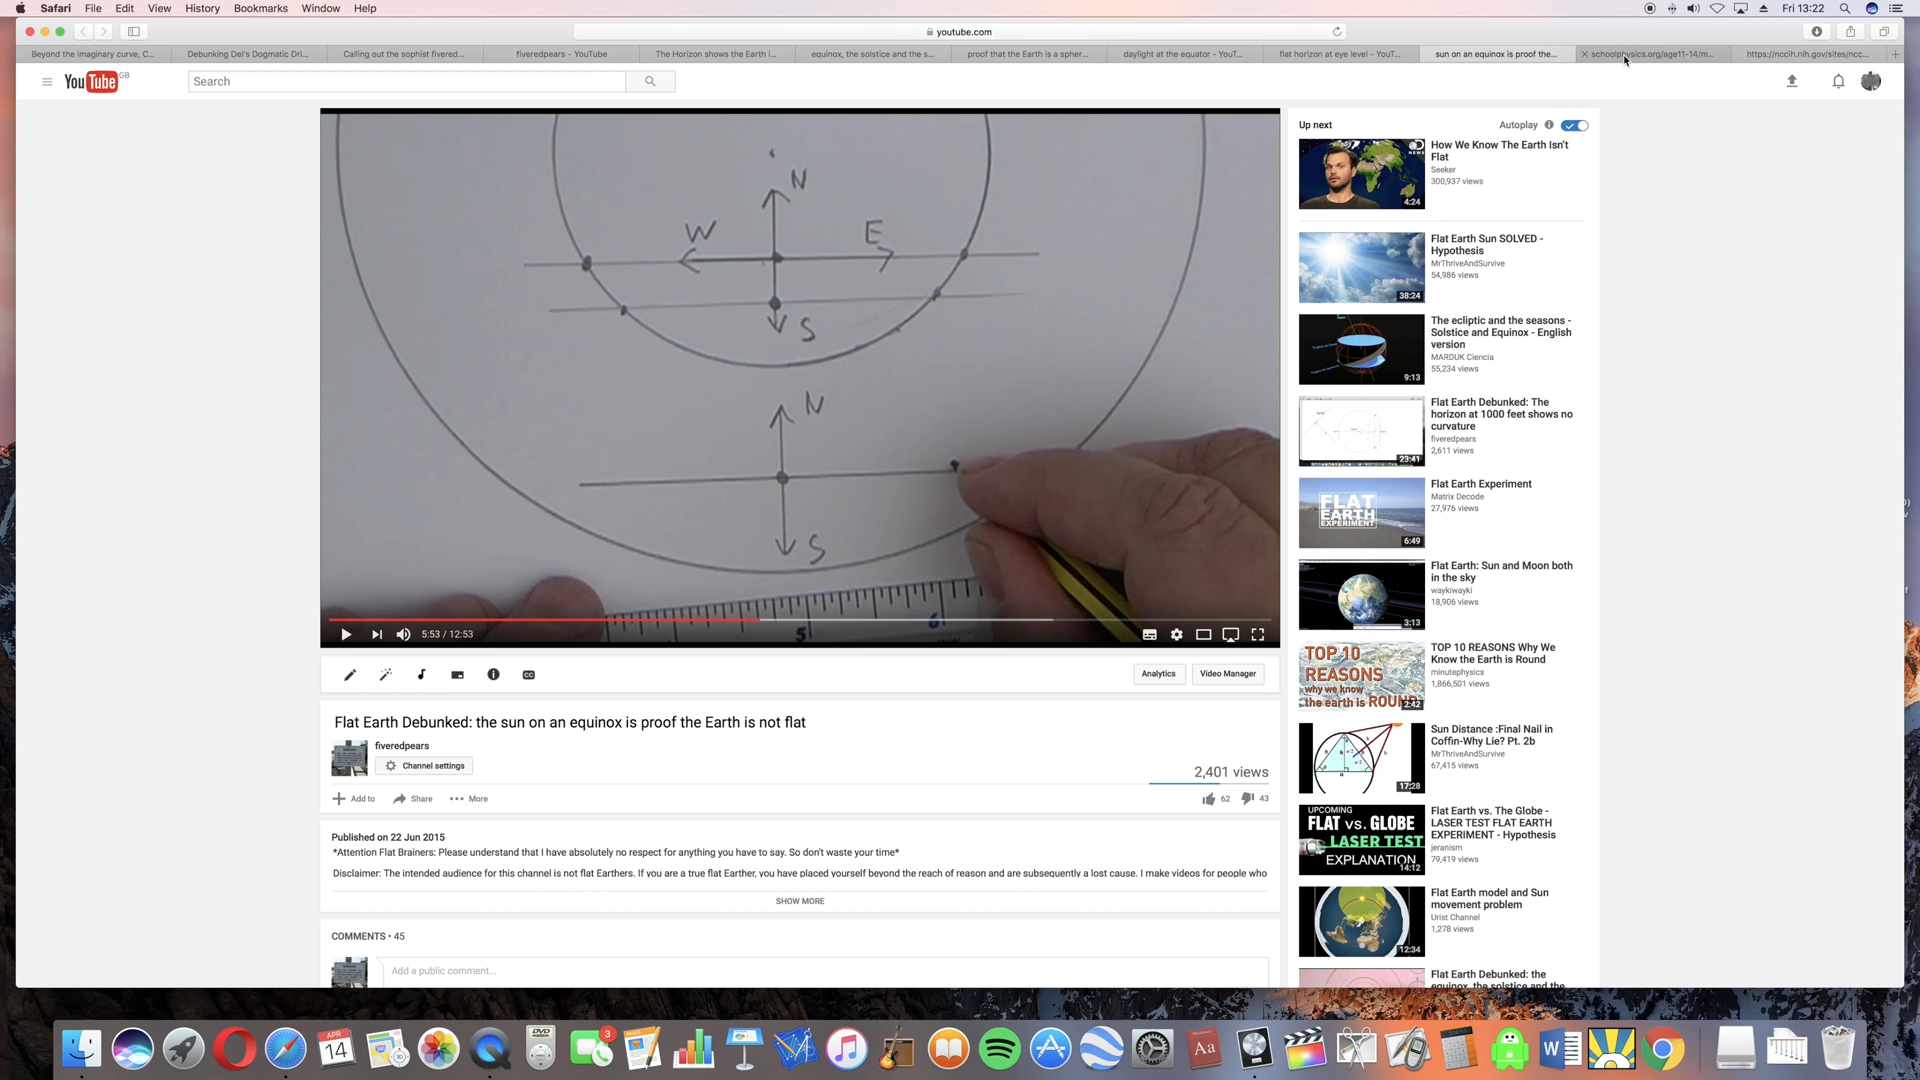 Safari File Edit View History Bookmarks Window Help
Fri 13:22
youtube.com
Beyond the imaginary curve, C...
Debunking Del's Dogmatic Dri...
Calling out the sophist fivered...
fiveredpears - YouTube
The Horizon shows the Earth i...
equinox, the solstice and the s...
proof that the Earth is a spher...
daylight at the equator - YouT...
flat horizon at eye level - YouT...
sun on an equinox is proof the...
schoolphysics.org/age11-14/m...
https://nccih.nih.gov/sites/ncc...
YouTube GB
Search
N
W E
S
N
S
5 6
5:53 / 12:53
Analytics
Video Manager
Flat Earth Debunked: the sun on an equinox is proof the Earth is not flat
fiveredpears
Channel settings
2,401 views
Add to Share More
62 43
Published on 22 Jun 2015
*Attention Flat Brainers: Please understand that I have absolutely no respect for anything you have to say. So don't waste your time*
Disclaimer: The intended audience for this channel is not flat Earthers. If you are a true flat Earther, you have placed yourself beyond the reach of reason and are subsequently a lost cause. I make videos for people who
SHOW MORE
COMMENTS • 45
Add a public comment...
Up next
Autoplay
How We Know The Earth Isn't
Flat
Seeker
300,937 views
4:24
Flat Earth Sun SOLVED -
Hypothesis
MrThriveAndSurvive
54,986 views
38:24
The ecliptic and the seasons -
Solstice and Equinox - English
version
MARDUK Ciencia
55,234 views
9:13
Flat Earth Debunked: The
horizon at 1000 feet shows no
curvature
fiveredpears
2,611 views
23:41
Flat Earth Experiment
Matrix Decode
27,976 views
FLAT
EARTH
EXPERIMENT
6:49
Flat Earth: Sun and Moon both
in the sky
waykiwayki
18,906 views
3:13
TOP 10 REASONS Why We
Know the Earth is Round
minutephysics
1,866,501 views
TOP 10
REASONS
why we know
the earth is ROUND
2:42
Sun Distance :Final Nail in
Coffin-Why Lie? Pt. 2b
MrThriveAndSurvive
67,415 views
17:28
Flat Earth vs. The Globe -
LASER TEST FLAT EARTH
EXPERIMENT - Hypothesis
jeranism
79,419 views
UPCOMING
FLAT vs. GLOBE
LASER TEST
EXPLANATION
14:12
Flat Earth model and Sun
movement problem
Urist Channel
1,278 views
12:34
Flat Earth Debunked: the
equinox, the solstice and the
APR
14
3
DVD
Aa
W